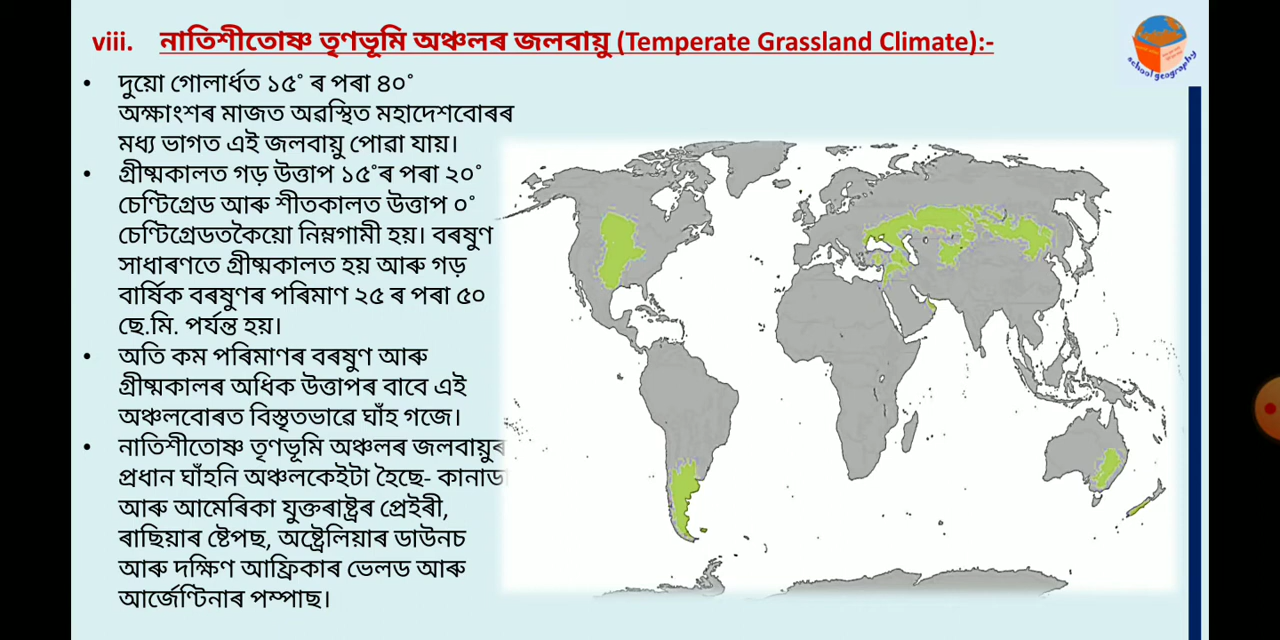 viii. নাতিশীতোষ্ণ তৃণভূমি অঞ্চলৰ জলবায়ু (Temperate Grassland Climate):-
• দুয়ো গোলাৰ্ধত ১৫° ৰ পৰা ৪০°
অক্ষাংশৰ মাজত অৱস্থিত মহাদেশবোৰৰ
মধ্য ভাগত এই জলবায়ু পোৱা যায়।
• গ্ৰীষ্মকালত গড় উত্তাপ ১৫°ৰ পৰা ২০°
চেণ্টিগ্ৰেড আৰু শীতকালত উত্তাপ ০°
চেণ্টিগ্ৰেডতকৈয়ো নিম্নগামী হয়। বৰষুণ
সাধাৰণতে গ্ৰীষ্মকালত হয় আৰু গড়
বাৰ্ষিক বৰষুণৰ পৰিমাণ ২৫ ৰ পৰা ৫০
ছে.মি. পৰ্যন্ত হয়।
• অতি কম পৰিমাণৰ বৰষুণ আৰু
গ্ৰীষ্মকালৰ অধিক উত্তাপৰ বাবে এই
অঞ্চলবোৰত বিস্তৃতভাৱে ঘাঁহ গজে।
• নাতিশীতোষ্ণ তৃণভূমি অঞ্চলৰ জলবায়ুৰ
প্ৰধান ঘাঁহনি অঞ্চলকেইটা হৈছে- কানাডা
আৰু আমেৰিকা যুক্তৰাষ্ট্ৰৰ প্ৰেইৰী,
ৰাছিয়াৰ ষ্টেপছ, অষ্ট্ৰেলিয়াৰ ডাউনচ
আৰু দক্ষিণ আফ্ৰিকাৰ ভেলড আৰু
আৰ্জেণ্টিনাৰ পম্পাছ।
school geography